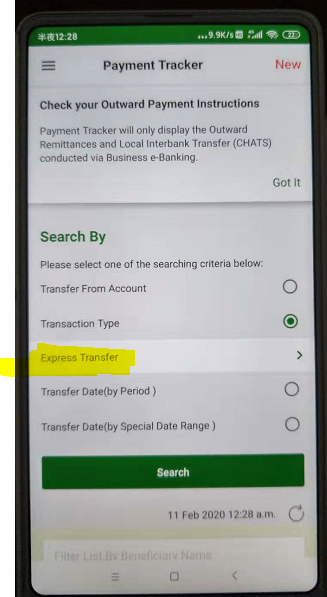 半夜12:28
...9.9K/s 22
Payment Tracker
New
Check your Outward Payment Instructions
Payment Tracker will only display the Outward
Remittances and Local Interbank Transfer (CHATS)
conducted via Business e-Banking.
Got It
Search By
Please select one of the searching criteria below:
Transfer From Account
Transaction Type
Express Transfer
Transfer Date(by Period )
Transfer Date(by Special Date Range )
Search
11 Feb 2020 12:28 a.m.
Filter List By Beneficiary Name